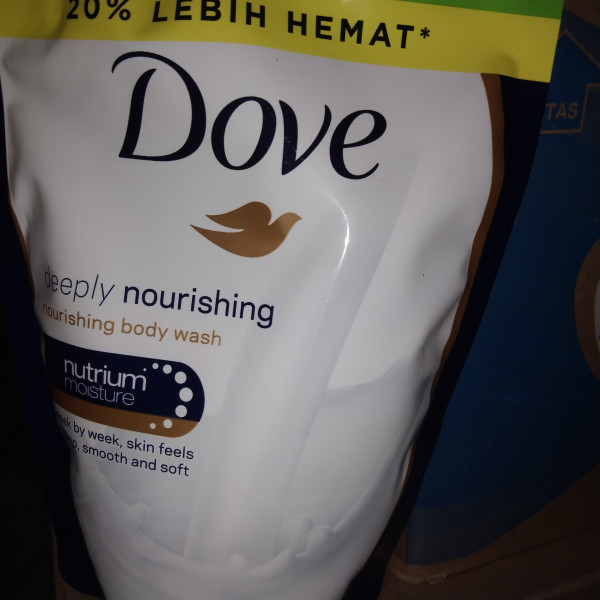 20% LEBIH HEMAT*
Dove
deeply nourishing
nourishing body wash
nutrium
moisture
by week, skin feels
smooth and soft
TAS